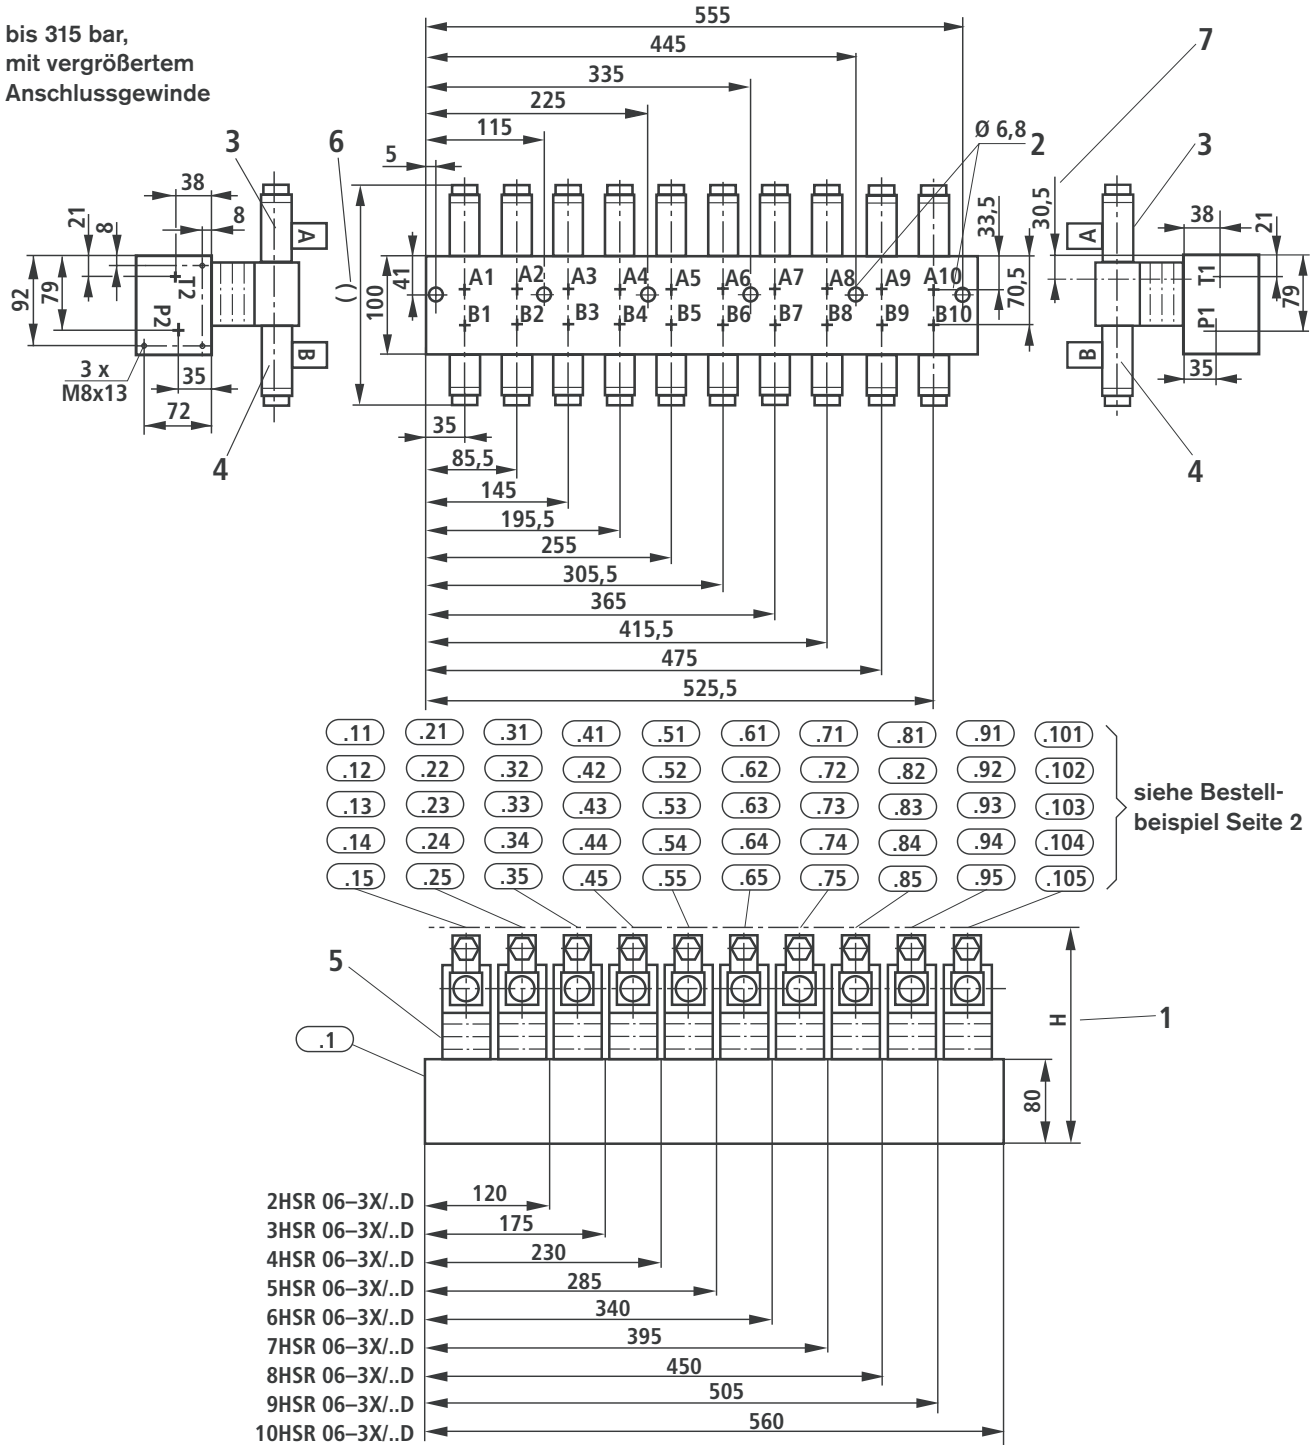 bis 315 bar,
mit vergrößertem
Anschlussgewinde
555
445
335
225
115
5
7
3
6
Ø 6,8
2
3
38
8
21
8
92
79
A
T2
P2
B
3 x
M8x13
35
72
4
( )
100
41
A1 A2 A3 A4 A5 A6 A7 A8 A9 A10
B1 B2 B3 B4 B5 B6 B7 B8 B9 B10
33,5
70,5
30,5
38
21
A
T1
P1
79
B
35
4
35
85,5
145
195,5
255
305,5
365
415,5
475
525,5
.11 .21 .31 .41 .51 .61 .71 .81 .91 .101
.12 .22 .32 .42 .52 .62 .72 .82 .92 .102
.13 .23 .33 .43 .53 .63 .73 .83 .93 .103
.14 .24 .34 .44 .54 .64 .74 .84 .94 .104
.15 .25 .35 .45 .55 .65 .75 .85 .95 .105
siehe Bestell-
beispiel Seite 2
5
.1
H
1
80
2HSR 06–3X/..D 120
3HSR 06–3X/..D 175
4HSR 06–3X/..D 230
5HSR 06–3X/..D 285
6HSR 06–3X/..D 340
7HSR 06–3X/..D 395
8HSR 06–3X/..D 450
9HSR 06–3X/..D 505
10HSR 06–3X/..D 560